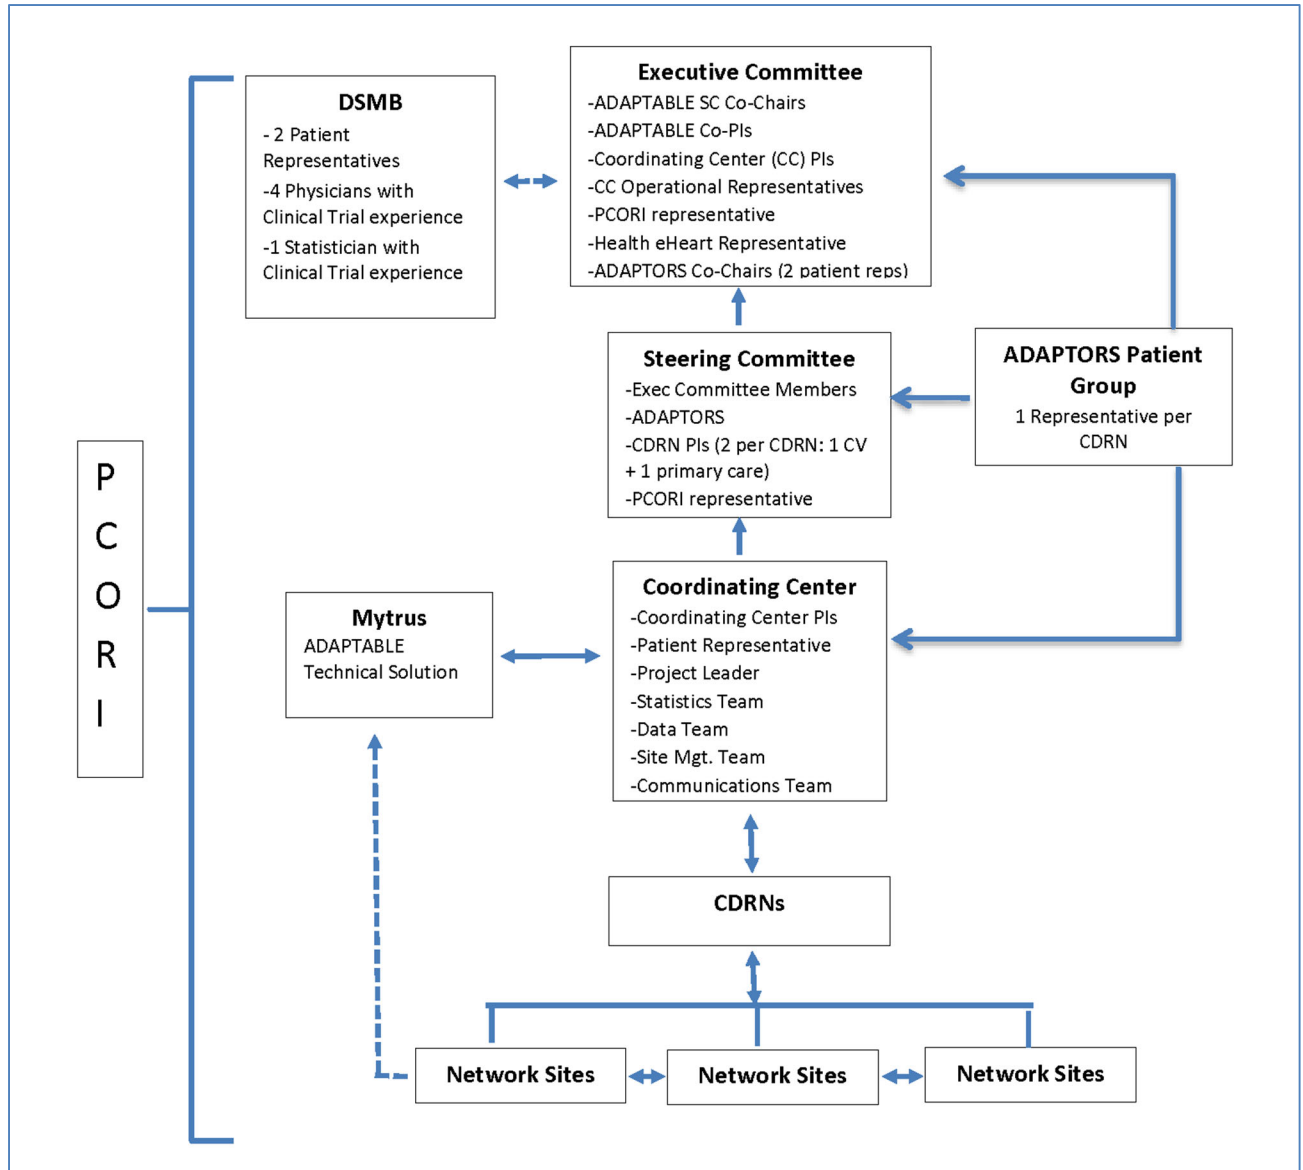 P
C
O
R
I
DSMB
- 2 Patient
Representatives
-4 Physicians with
Clinical Trial experience
-1 Statistician with
Clinical Trial experience
Executive Committee
-ADAPTABLE SC Co-Chairs
-ADAPTABLE Co-PIs
-Coordinating Center (CC) PIs
-CC Operational Representatives
-PCORI representative
-Health eHeart Representative
-ADAPTORS Co-Chairs (2 patient reps)
Steering Committee
-Exec Committee Members
-ADAPTORS
-CDRN PIs (2 per CDRN: 1 CV
+ 1 primary care)
-PCORI representative
ADAPTORS Patient
Group
1 Representative per
CDRN
Mytrus
ADAPTABLE
Technical Solution
Coordinating Center
-Coordinating Center PIs
-Patient Representative
-Project Leader
-Statistics Team
-Data Team
-Site Mgt. Team
-Communications Team
CDRNs
Network Sites
Network Sites
Network Sites